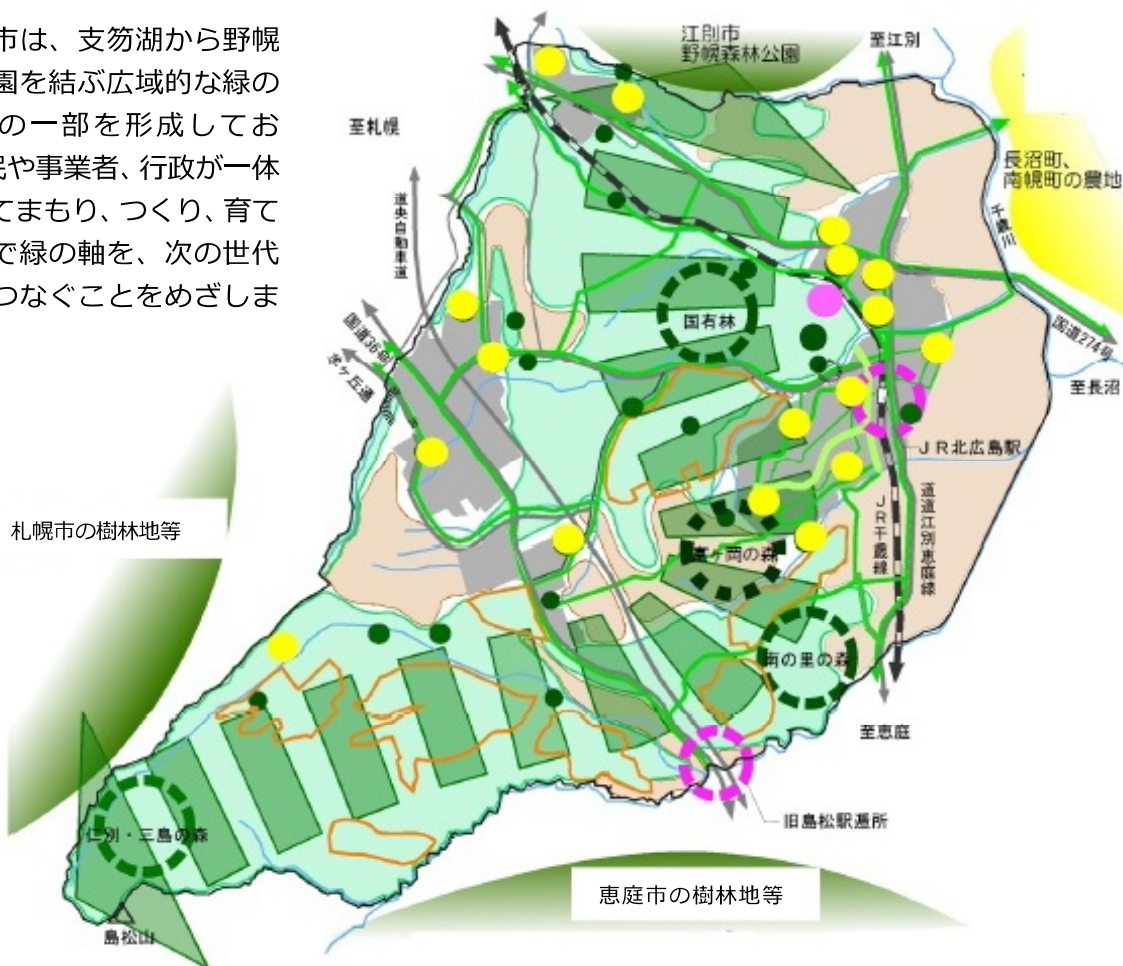 市は、支笏湖から野幌
園を結ぶ広域的な緑の
の一部を形成してお
民や事業者、行政が一体
てまもり、つくり、育て
で緑の軸を、次の世代
つなぐことをめざしま
江別市
野幌森林公園
至江別
至札幌
長沼町、
南幌町の農地
千歳川
道央自動車道
国有林
国道36号
羊ヶ丘通
国道274号
至長沼
JR北広島駅
札幌市の樹林地等
JR千歳線
道道江別恵庭線
富ヶ岡の森
南の里の森
至恵庭
旧島松駅逓所
仁別・三島の森
恵庭市の樹林地等
島松山